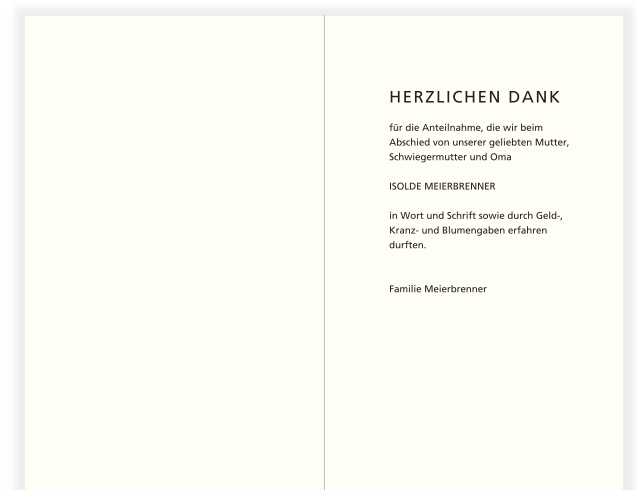 HERZLICHEN DANK
für die Anteilnahme, die wir beim
Abschied von unserer geliebten Mutter,
Schwiegermutter und Oma
ISOLDE MEIERBRENNER
in Wort und Schrift sowie durch Geld-,
Kranz- und Blumengaben erfahren
durften.
Familie Meierbrenner